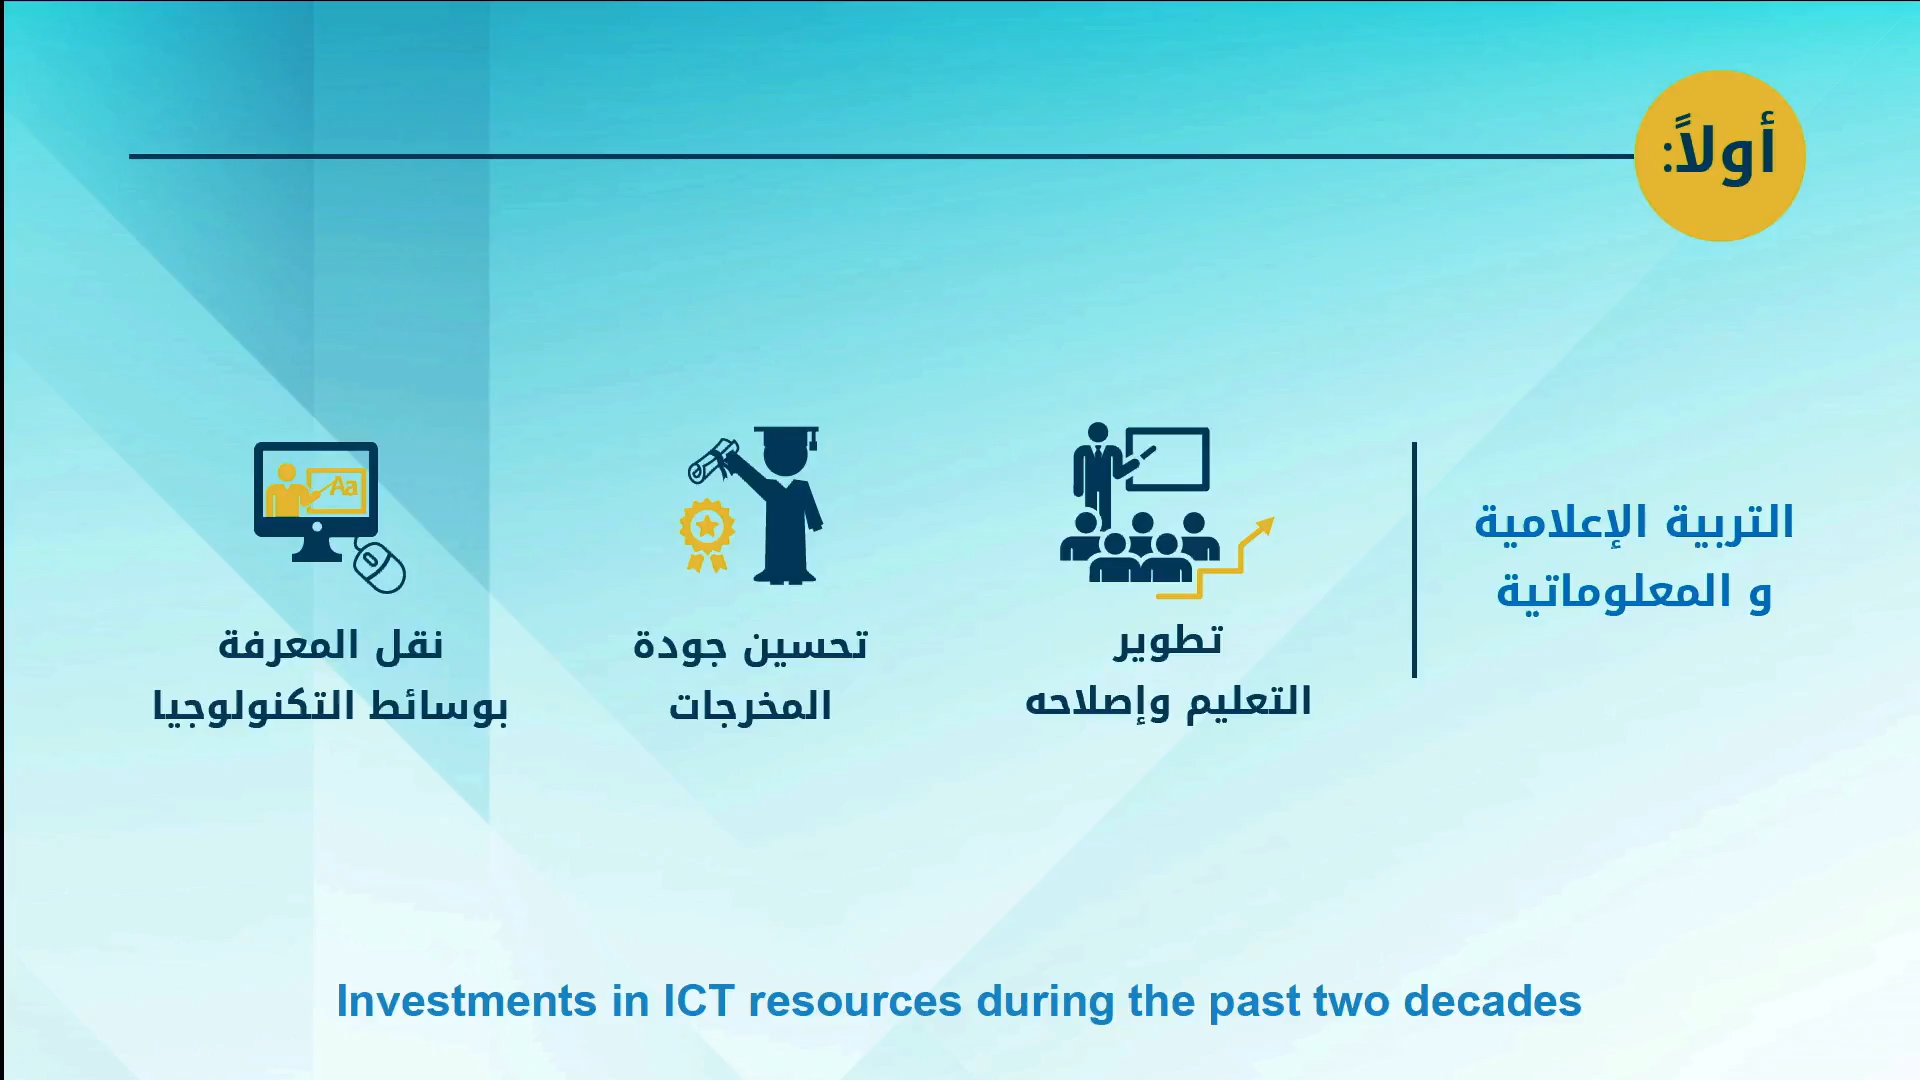 أولاً:
التربية الإعلامية
و المعلوماتية
تطوير
التعليم وإصلاحه
تحسين جودة
المخرجات
Aa
نقل المعرفة
بوسائط التكنولوجيا
Investments in ICT resources during the past two decades